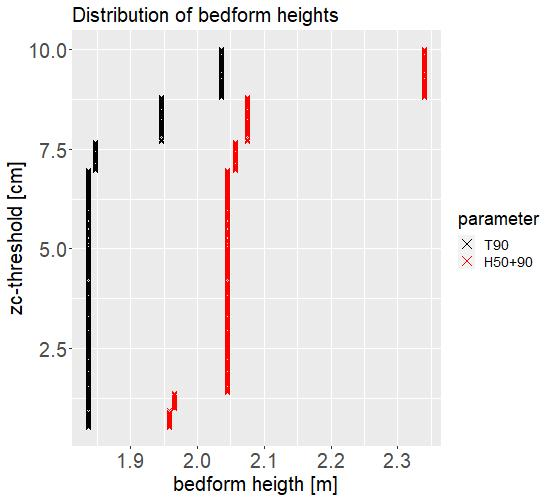 Distribution of bedform heights
10.0
7.5
5.0
2.5
zc-threshold [cm]
1.9 2.0 2.1 2.2 2.3
bedform heigth [m]
parameter
T90
H50+90